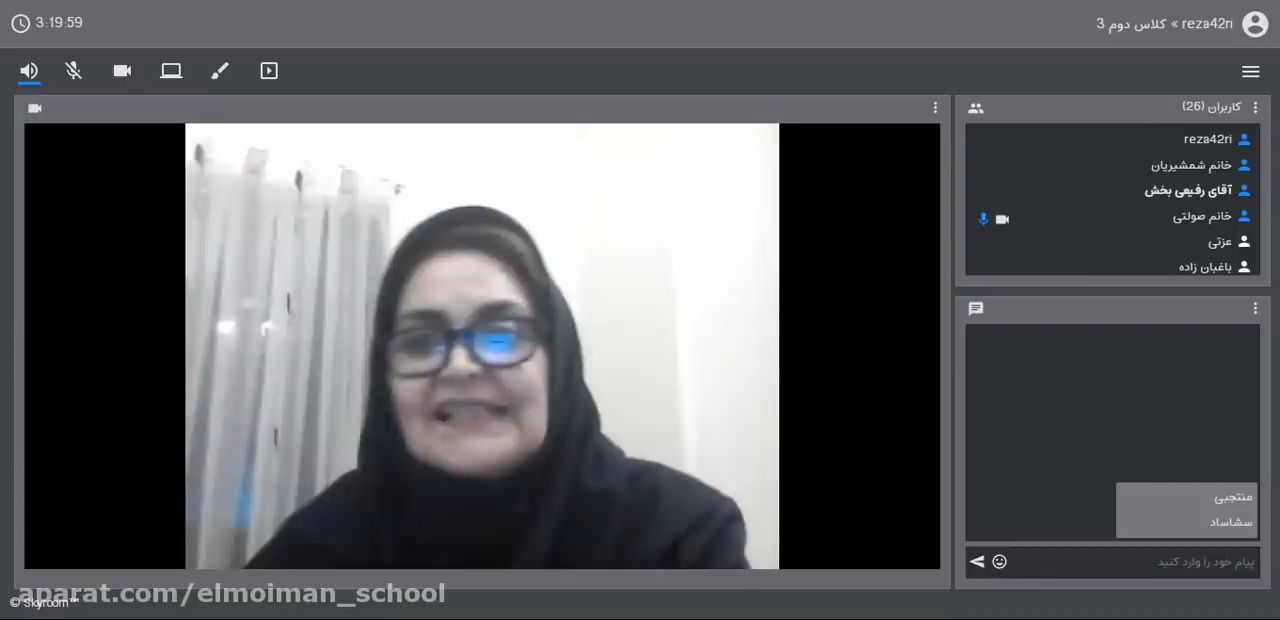 3:19:59
reza42ri » کلاس دوم 3
کاربران (26)
reza42ri
خانم شمشیریان
آقای رفیعی بخش
خانم صولتی
عزتی
باغبان زاده
منتجبی
سشاساد
پیام خود را وارد کنید
aparat.com/elmoiman_school
© Skyroom™